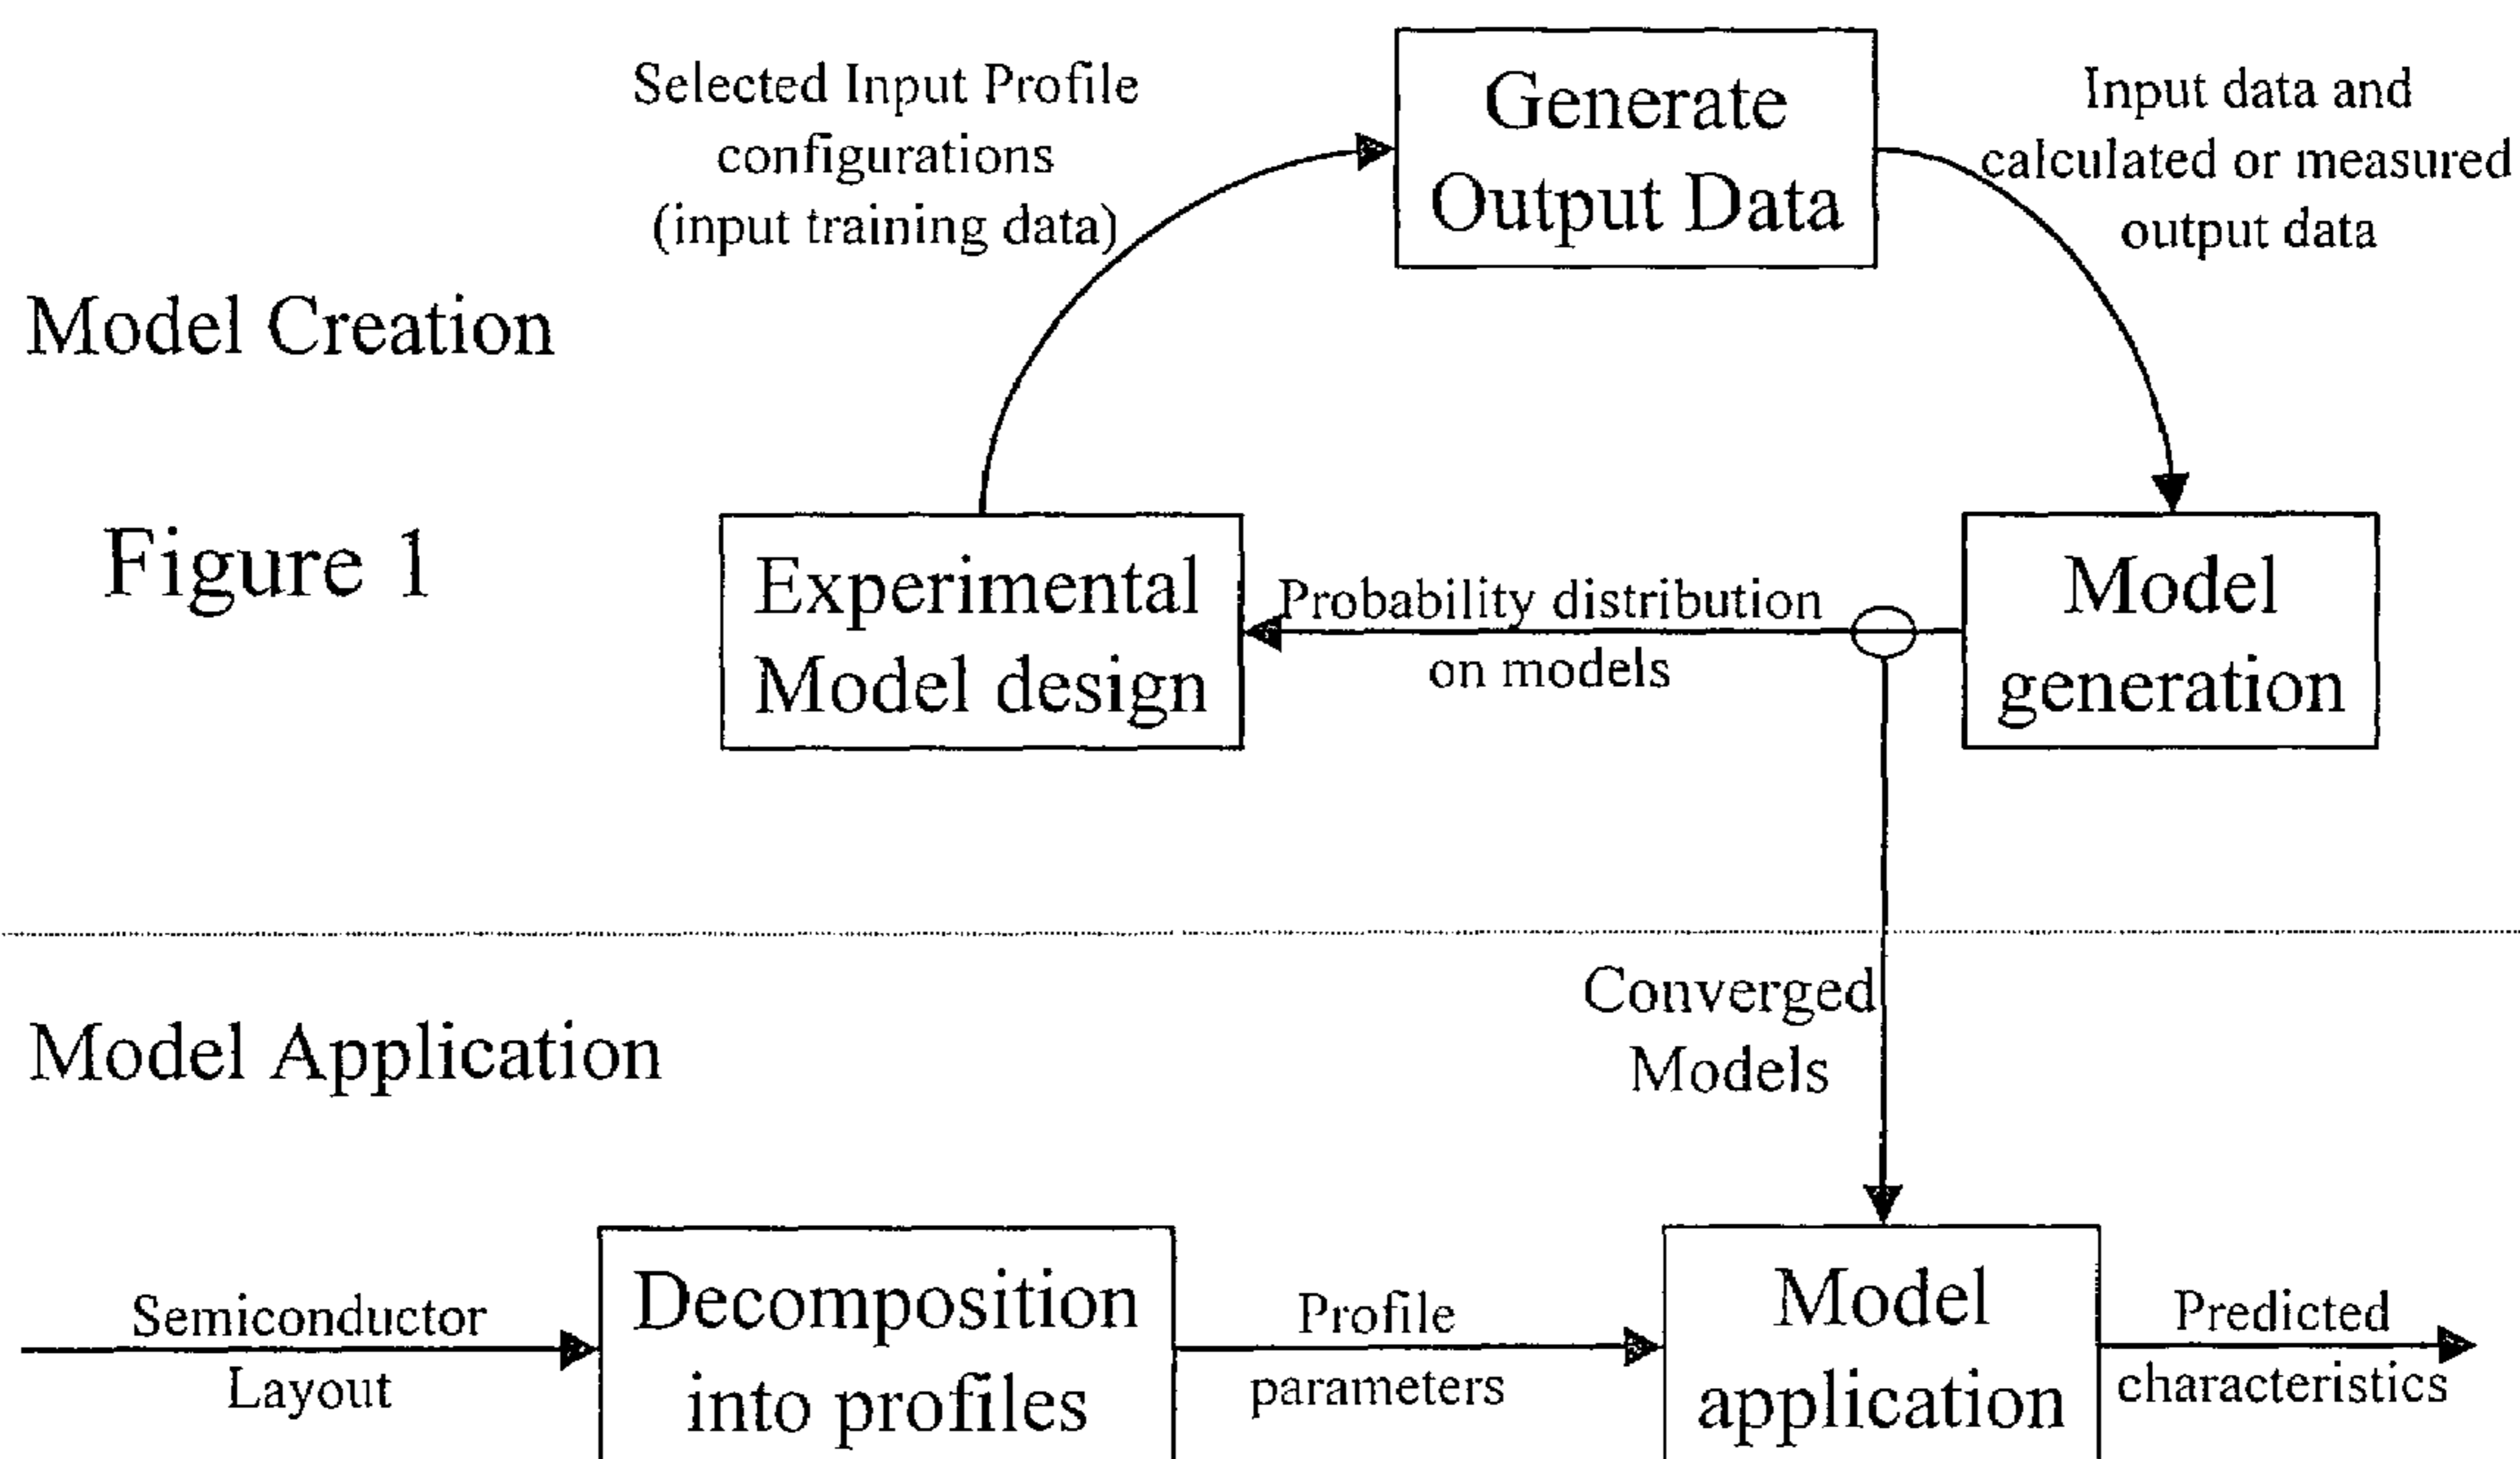 Selected Input Profile
configurations
(input training data)
Generate
Output Data
Input data and
calculated or measured
output data
Model Creation
Figure 1
Experimental
Model design
Probability distribution
on models
Model
generation
Converged
Models
Model Application
Semiconductor
Layout
Decomposition
into profiles
Profile
parameters
Model
application
Predicted
characteristics